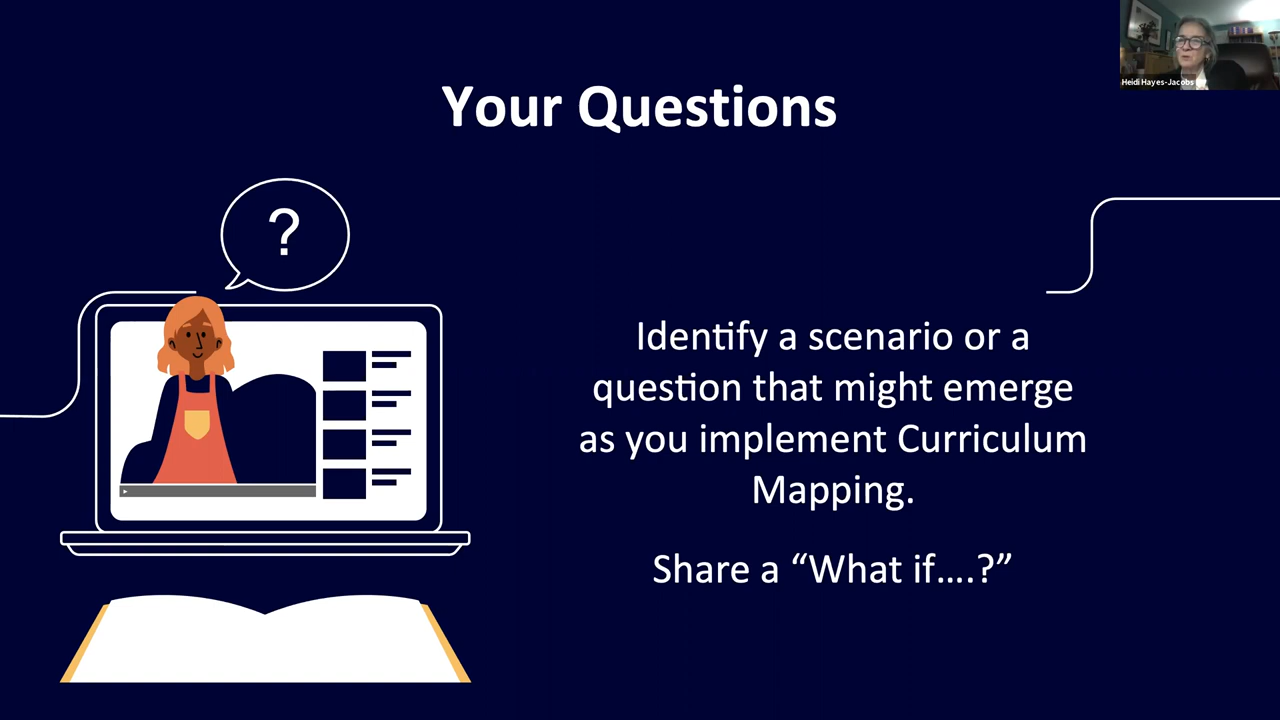 Heidi Hayes-Jacobs
Your Questions
?
Identify a scenario or a
question that might emerge
as you implement Curriculum
Mapping.
Share a “What if….?”